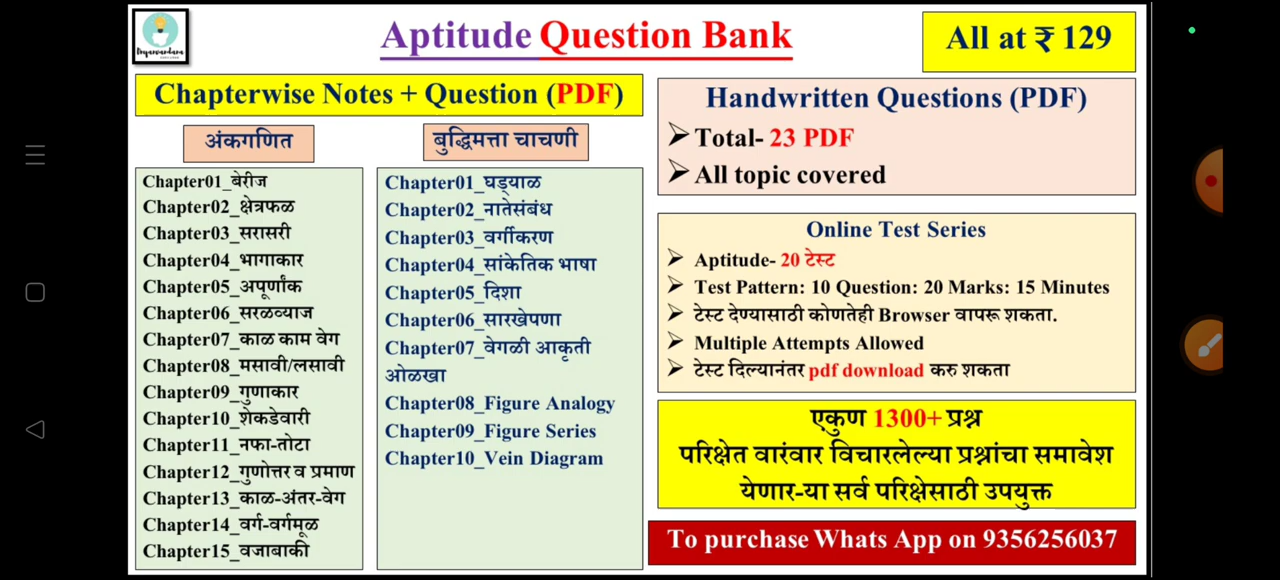 Aptitude Question Bank
All at ₹ 129
Chapterwise Notes + Question (PDF)
अंकगणित
Chapter01_बेरीज
Chapter02_क्षेत्रफळ
Chapter03_सरासरी
Chapter04_भागाकार
Chapter05_अपूर्णांक
Chapter06_सरळव्याज
Chapter07_काळ काम वेग
Chapter08_मसावी/लसावी
Chapter09_गुणाकार
Chapter10_शेकडेवारी
Chapter11_नफा-तोटा
Chapter12_गुणोत्तर व प्रमाण
Chapter13_काळ-अंतर-वेग
Chapter14_वर्ग-वर्गमूळ
Chapter15_वजाबाकी
बुद्धिमत्ता चाचणी
Chapter01_घड्याळ
Chapter02_नातेसंबंध
Chapter03_वर्गीकरण
Chapter04_सांकेतिक भाषा
Chapter05_दिशा
Chapter06_सारखेपणा
Chapter07_वेगळी आकृती
ओळखा
Chapter08_Figure Analogy
Chapter09_Figure Series
Chapter10_Vein Diagram
Handwritten Questions (PDF)
Total- 23 PDF
All topic covered
Online Test Series
Aptitude- 20 टेस्ट
Test Pattern: 10 Question: 20 Marks: 15 Minutes
टेस्ट देण्यासाठी कोणतेही Browser वापरू शकता.
Multiple Attempts Allowed
टेस्ट दिल्यानंतर pdf download करु शकता
एकुण 1300+ प्रश्न
परिक्षेत वारंवार विचारलेल्या प्रश्नांचा समावेश
येणार-या सर्व परिक्षेसाठी उपयुक्त
To purchase Whats App on 9356256037